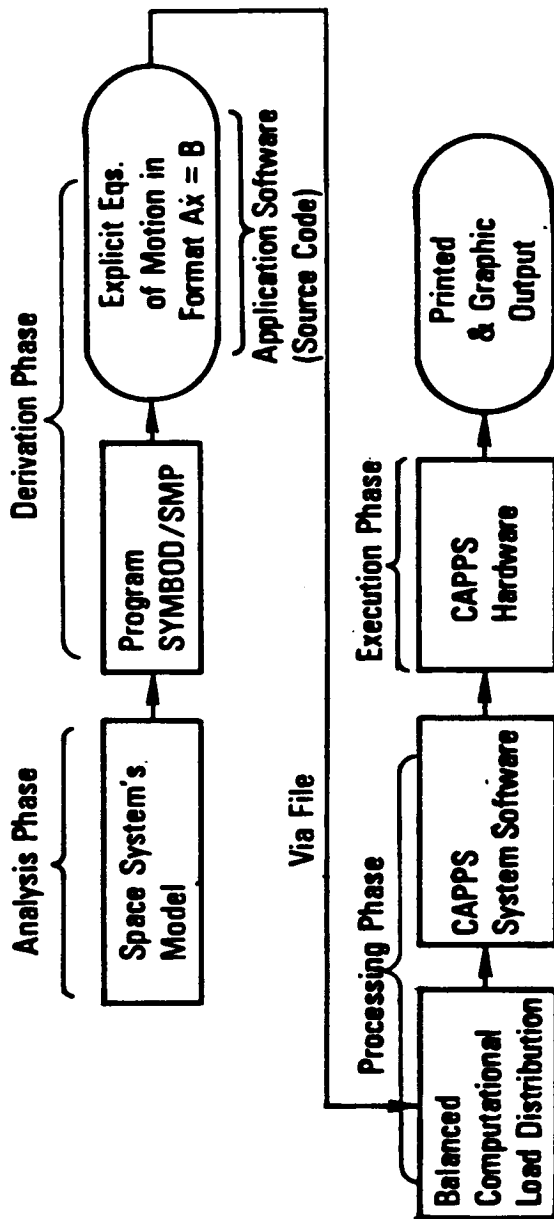 Analysis Phase
Space System's
Model
Derivation Phase
Program
SYMBOD/SMP
Explicit Eqs.
of Motion in
Format Aẋ = B
Application Software
(Source Code)
Via File
Processing Phase
Balanced
Computational
Load Distribution
CAPPS
System Software
Execution Phase
CAPPS
Hardware
Printed
& Graphic
Output